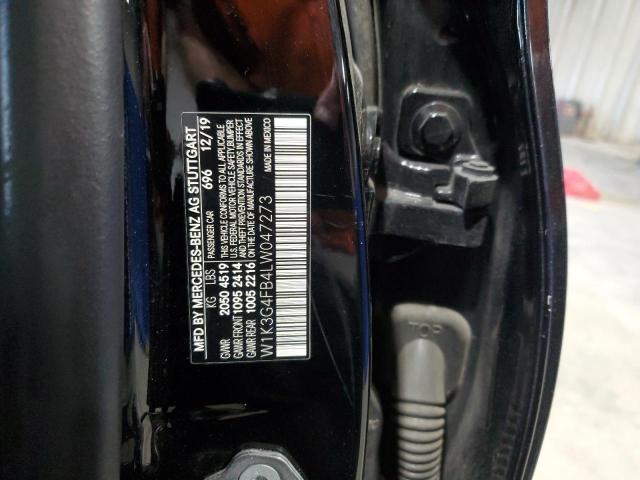 MFD BY MERCEDES-BENZ AG STUTTGART
PASSENGER CAR 696 12/19
KG LBS
GVWR 2050 4519
GAWR FRONT 1095 2414
GAWR REAR 1005 2216
THIS VEHICLE CONFORMS TO ALL APPLICABLE
U.S. FEDERAL MOTOR VEHICLE SAFETY, BUMPER
AND THEFT PREVENTION STANDARDS IN EFFECT
ON THE DATE OF MANUFACTURE SHOWN ABOVE
MADE IN MEXICO
W1K3G4FB4LW047273
TOP